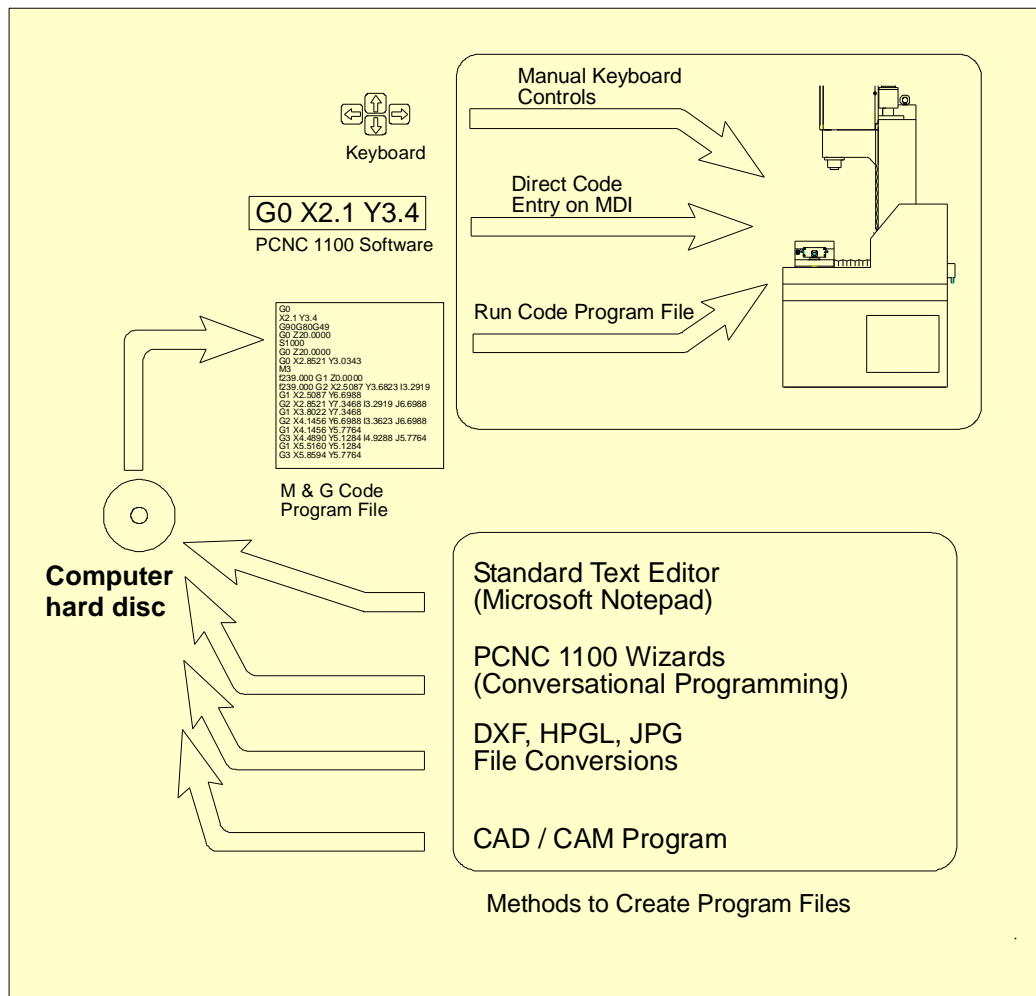 Manual Keyboard
Controls
Keyboard
Direct Code
Entry on MDI
G0 X2.1 Y3.4
PCNC 1100 Software
Run Code Program File
G0
X2.1 Y3.4
G90G80G49
G0 Z20.0000
S1000
G0 Z20.0000
G0 X2.8521 Y3.0343
M3
f239.000 G1 Z0.0000
f239.000 G2 X2.5087 Y3.6823 I3.2919
G1 X2.5087 Y6.6988
G2 X2.8521 Y7.3468 I3.2919 J6.6988
G1 X3.8022 Y7.3468
G2 X4.1456 Y6.6988 I3.3623 J6.6988
G1 X4.1456 Y5.7764
G3 X4.4890 Y5.1284 I4.9288 J5.7764
G1 X5.5160 Y5.1284
G3 X5.8594 Y5.7764
M & G Code
Program File
Computer
hard disc
Standard Text Editor
(Microsoft Notepad)
PCNC 1100 Wizards
(Conversational Programming)
DXF, HPGL, JPG
File Conversions
CAD / CAM Program
Methods to Create Program Files